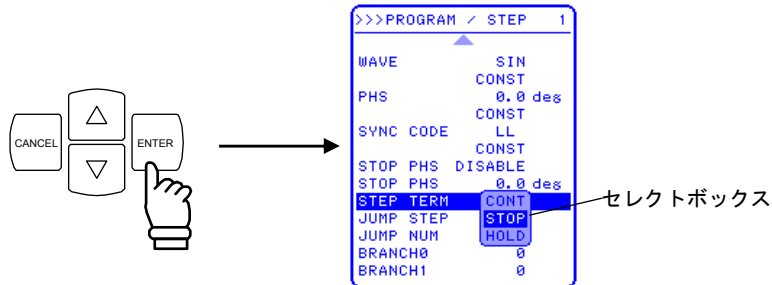 CANCEL
ENTER
>>>PROGRAM / STEP 1
WAVE SIN
CONST
PHS 0.0 deg
CONST
SYNC CODE LL
CONST
STOP PHS DISABLE
STOP PHS 0.0 deg
STEP TERM CONT
JUMP STEP STOP
JUMP NUM HOLD
BRANCH0 0
BRANCH1 0
セレクトボックス